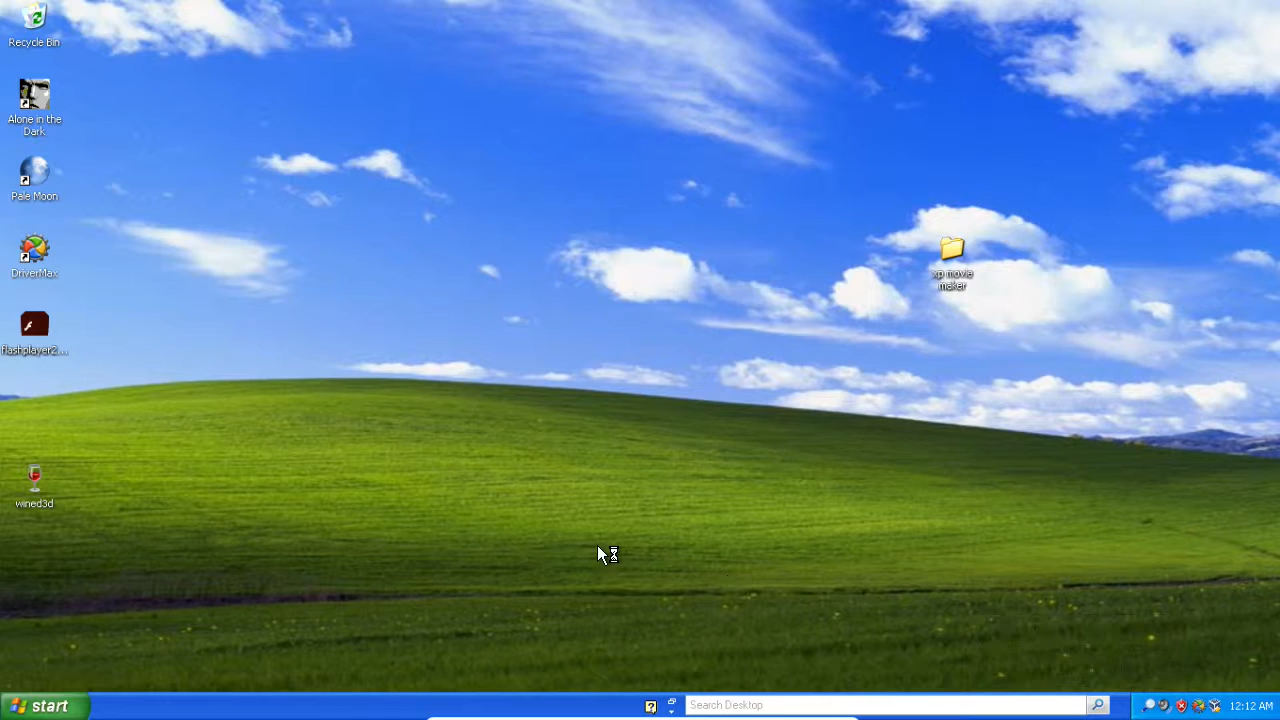 Recycle Bin
Alone in the
Dark
Pale Moon
DriverMax
flashplayer2...
wined3d
xp movie
maker
start
?
Search Desktop
12:12 AM